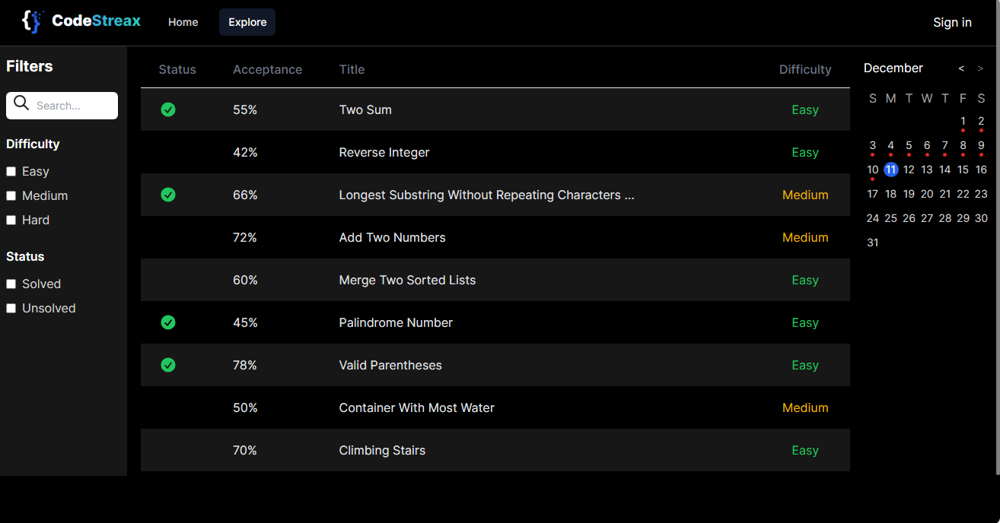 CodeStreax Home Explore Sign in
Filters
Search...
Difficulty
Easy
Medium
Hard
Status
Solved
Unsolved
Status Acceptance Title Difficulty
55% Two Sum Easy
42% Reverse Integer Easy
66% Longest Substring Without Repeating Characters ... Medium
72% Add Two Numbers Medium
60% Merge Two Sorted Lists Easy
45% Palindrome Number Easy
78% Valid Parentheses Easy
50% Container With Most Water Medium
70% Climbing Stairs Easy
December < >
S M T W T F S
1 2
3 4 5 6 7 8 9
10 11 12 13 14 15 16
17 18 19 20 21 22 23
24 25 26 27 28 29 30
31